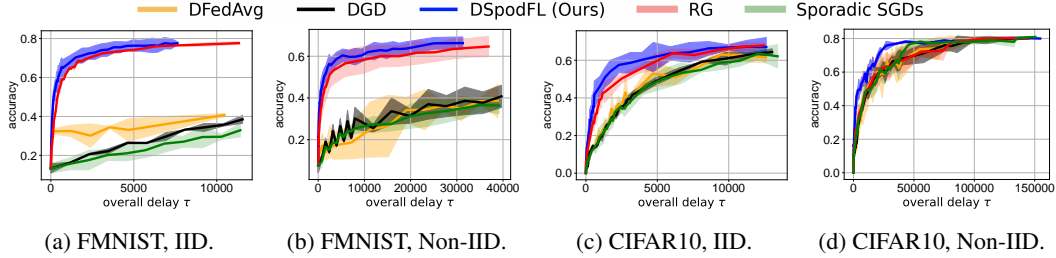 DFedAvg DGD DSpodFL (Ours) RG Sporadic SGDs
0.8
0.6
0.4
0.2
accuracy
0 5000 10000
overall delay τ
(a) FMNIST, IID.
0.8
0.6
0.4
0.2
accuracy
0 10000 20000 30000 40000
overall delay τ
(b) FMNIST, Non-IID.
0.8
0.6
0.4
0.2
0.0
accuracy
0 5000 10000
overall delay τ
(c) CIFAR10, IID.
0.8
0.6
0.4
0.2
0.0
accuracy
0 50000 100000 150000
overall delay τ
(d) CIFAR10, Non-IID.